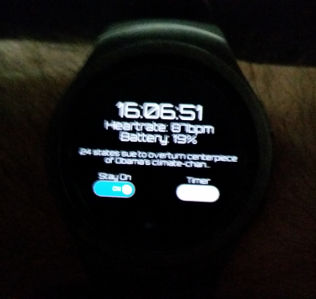 16:06:51
Heartrate: 87bpm
Battery: 19%
24 states sue to overturn centerpiece
of Obama's climate-chan...
Stay On Timer
ON